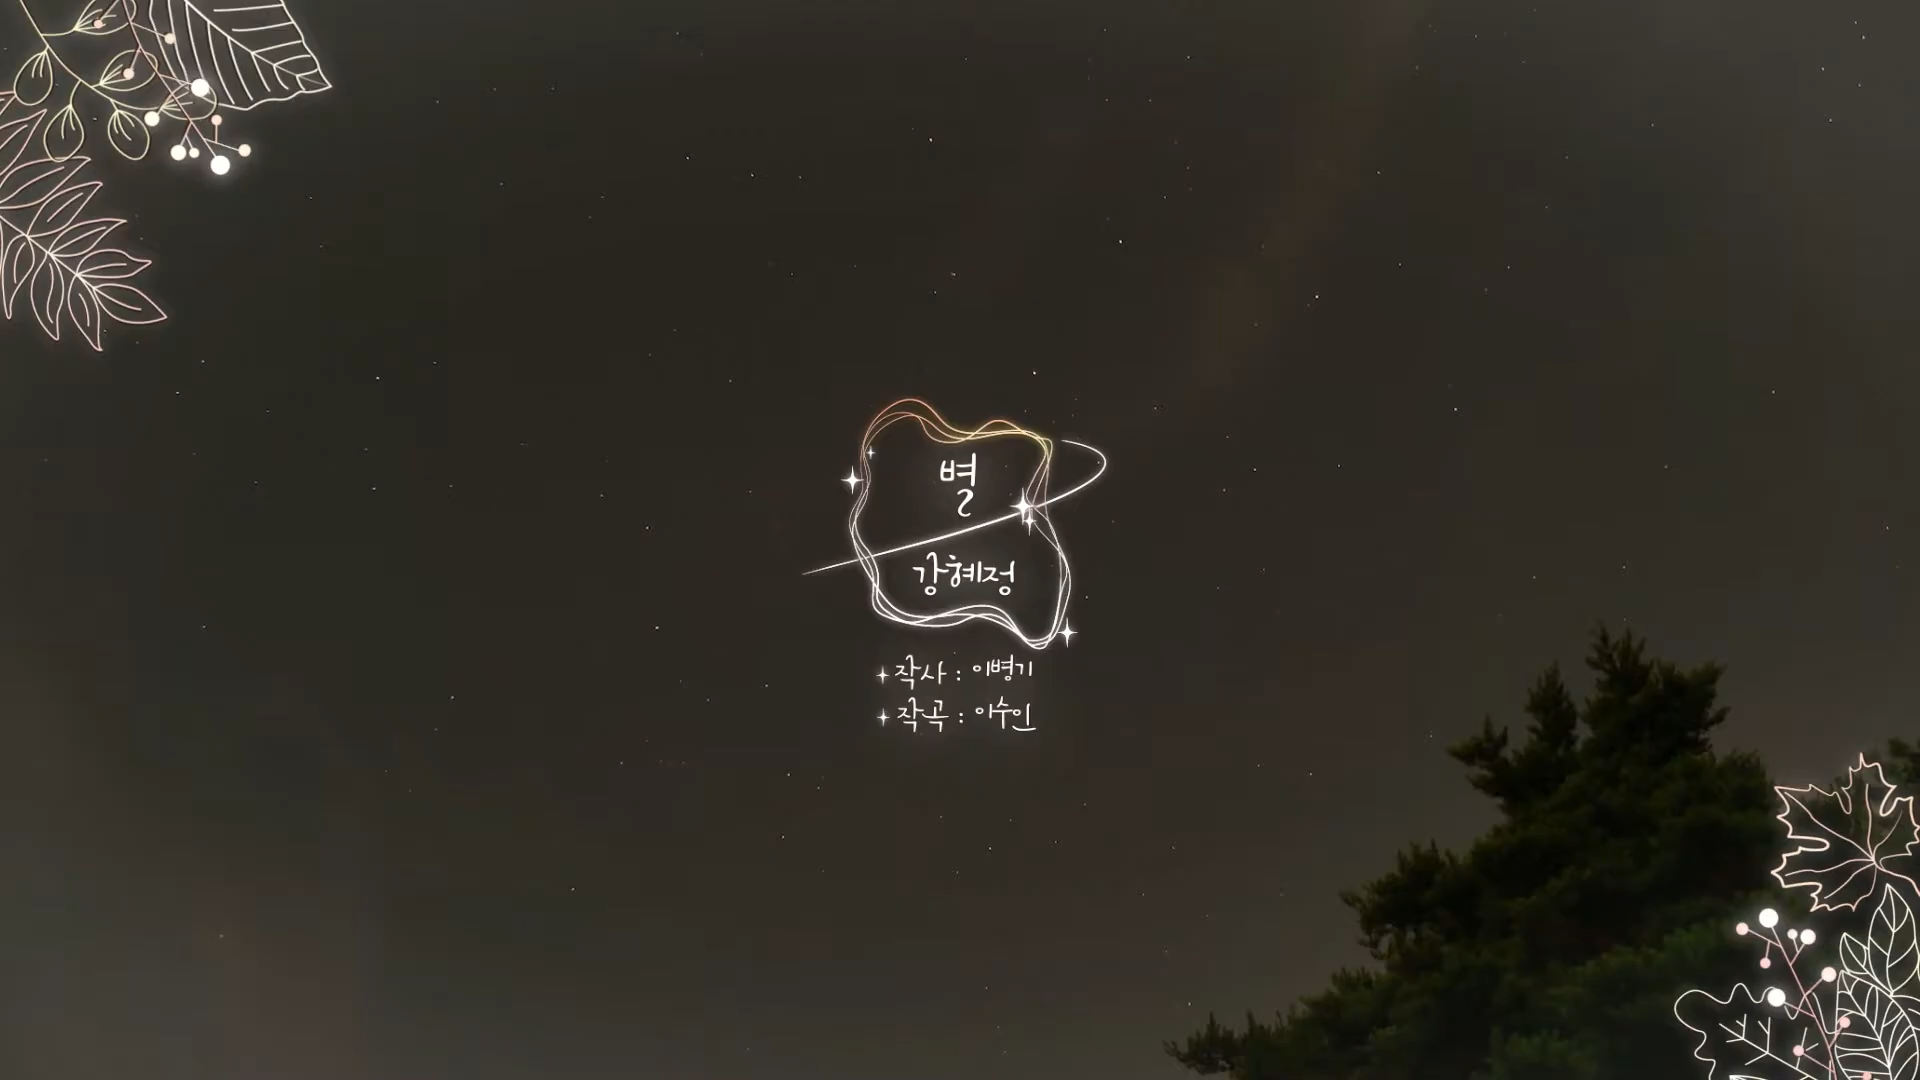 별
강혜정
작사 : 이병기
작곡 : 이수인